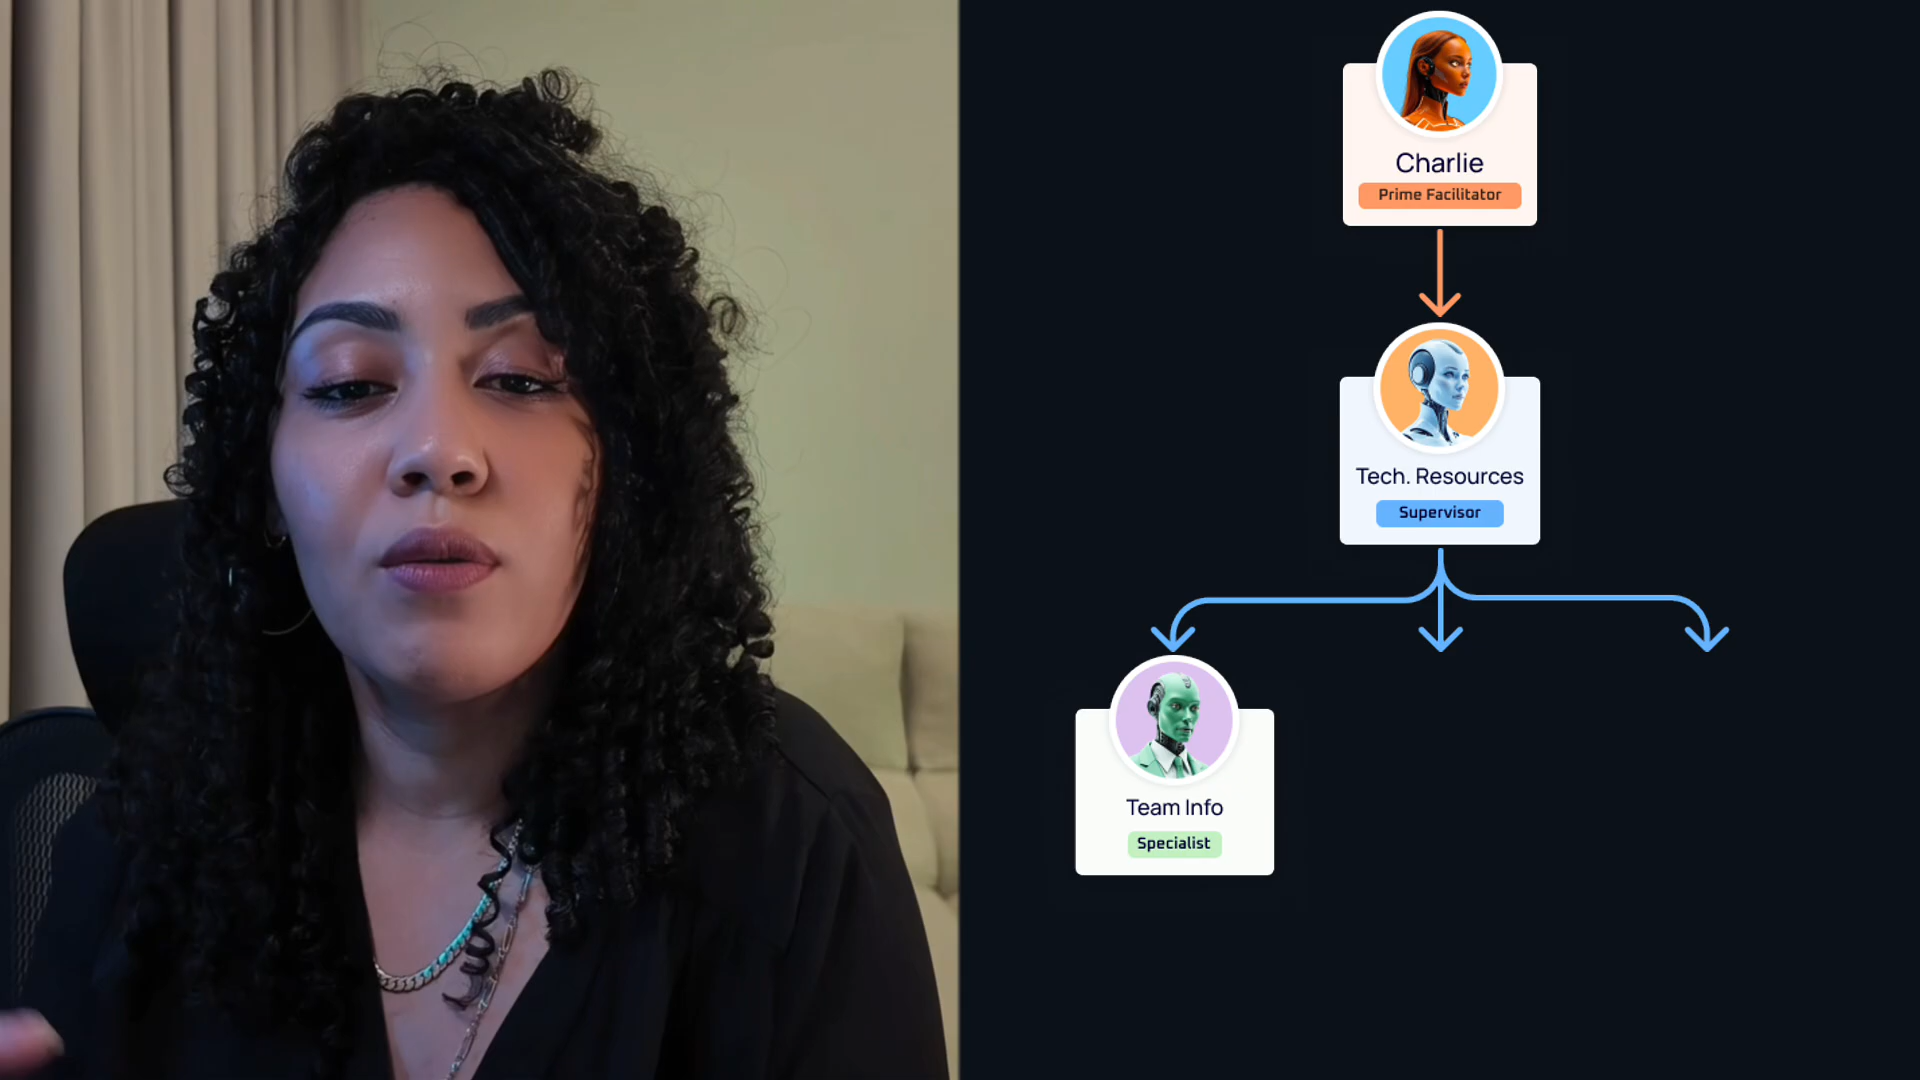 Charlie
Prime Facilitator
Tech. Resources
Supervisor
Team Info
Specialist